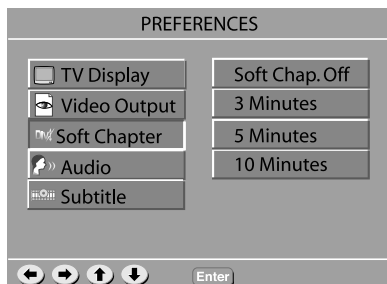 PREFERENCES
TV Display
Video Output
Soft Chapter
Audio
Subtitle
Soft Chap. Off
3 Minutes
5 Minutes
10 Minutes
Enter